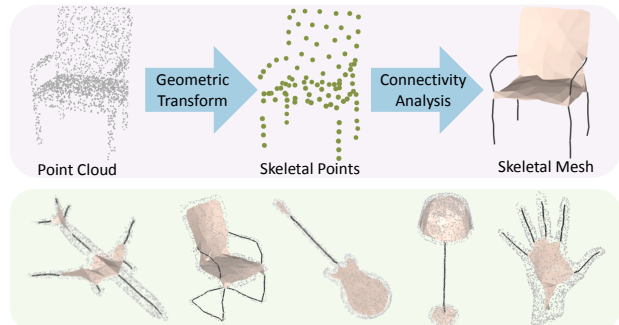 Geometric
Transform
Connectivity
Analysis
Point Cloud
Skeletal Points
Skeletal Mesh